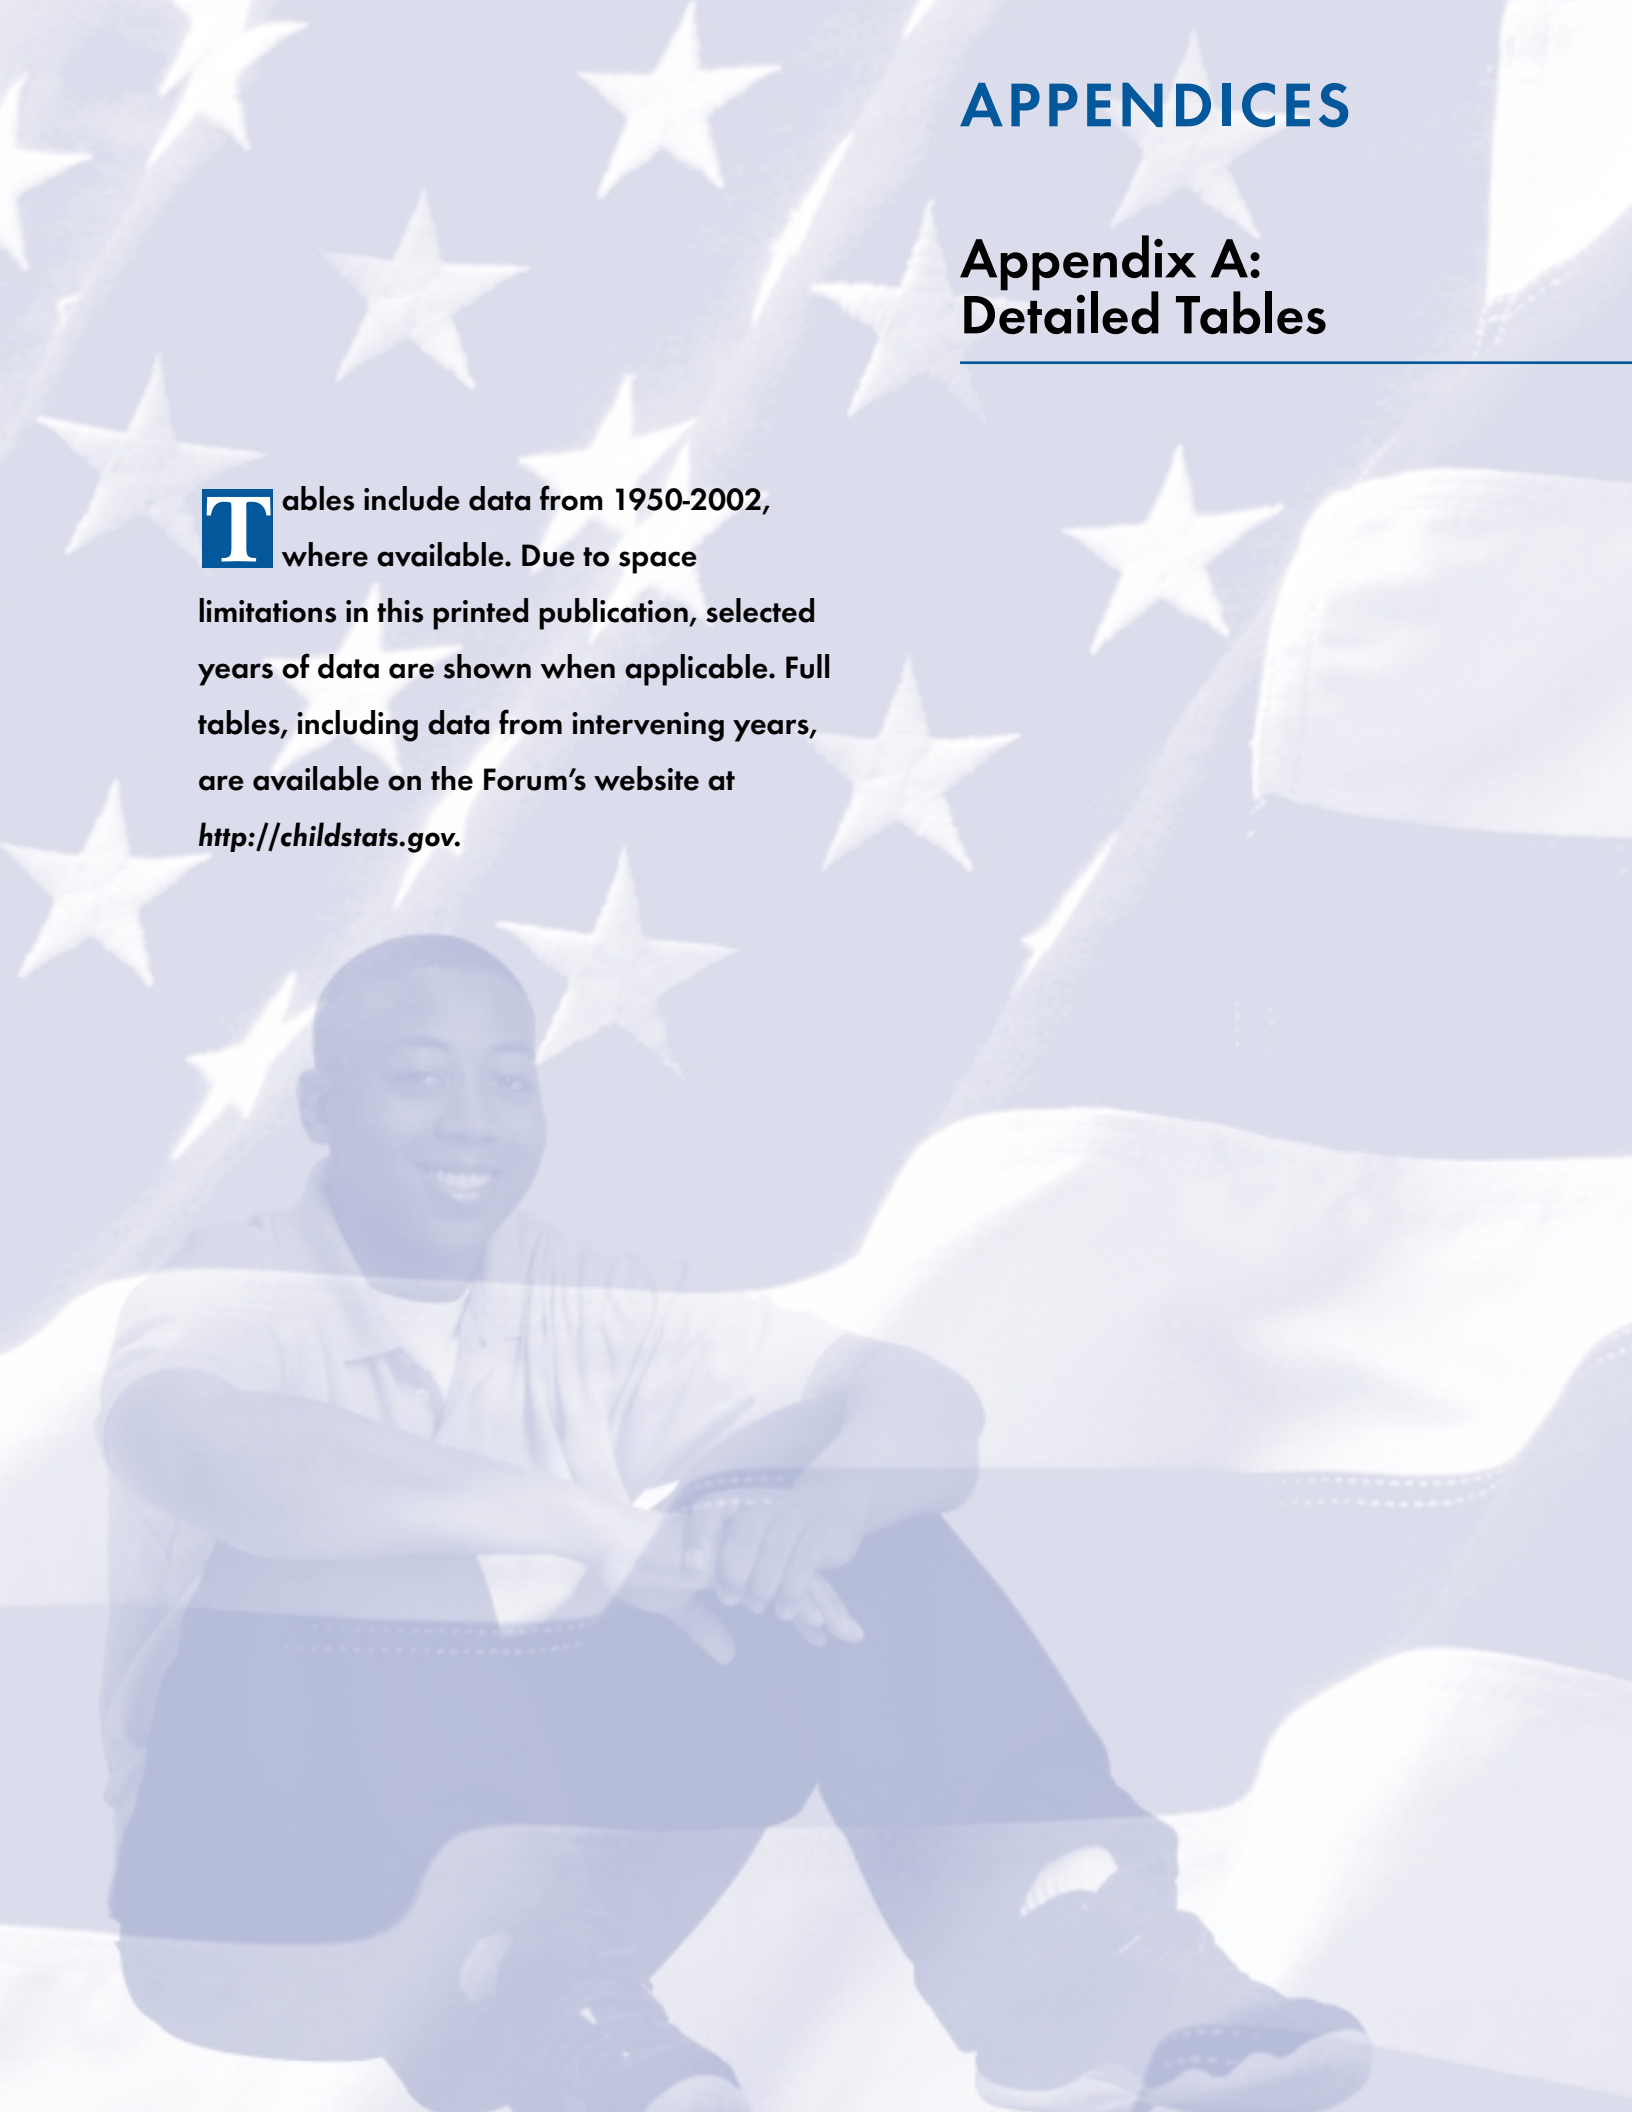 APPENDICES
Appendix A:
Detailed Tables
Tables include data from 1950-2002,
where available. Due to space
limitations in this printed publication, selected
years of data are shown when applicable. Full
tables, including data from intervening years,
are available on the Forum’s website at
http://childstats.gov.